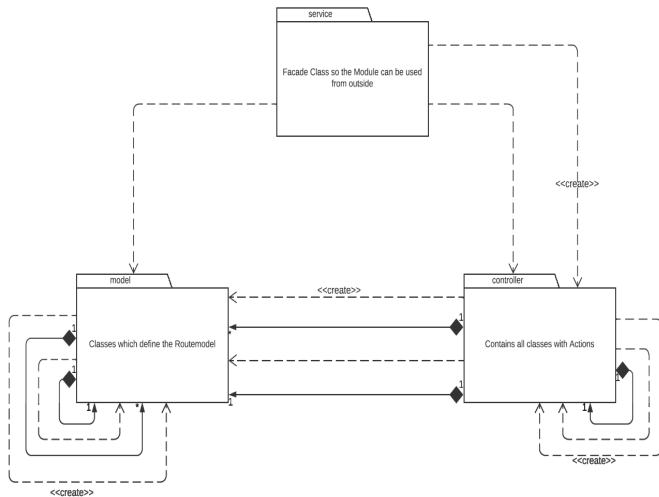 service
Facade Class so the Module can be used
from outside
<<create>>
model
<<create>>
controller
Classes which define the Routemodel
Contains all classes with Actions
1
1
1
*
1
*
1
1
1
1
1
<<create>>
<<create>>